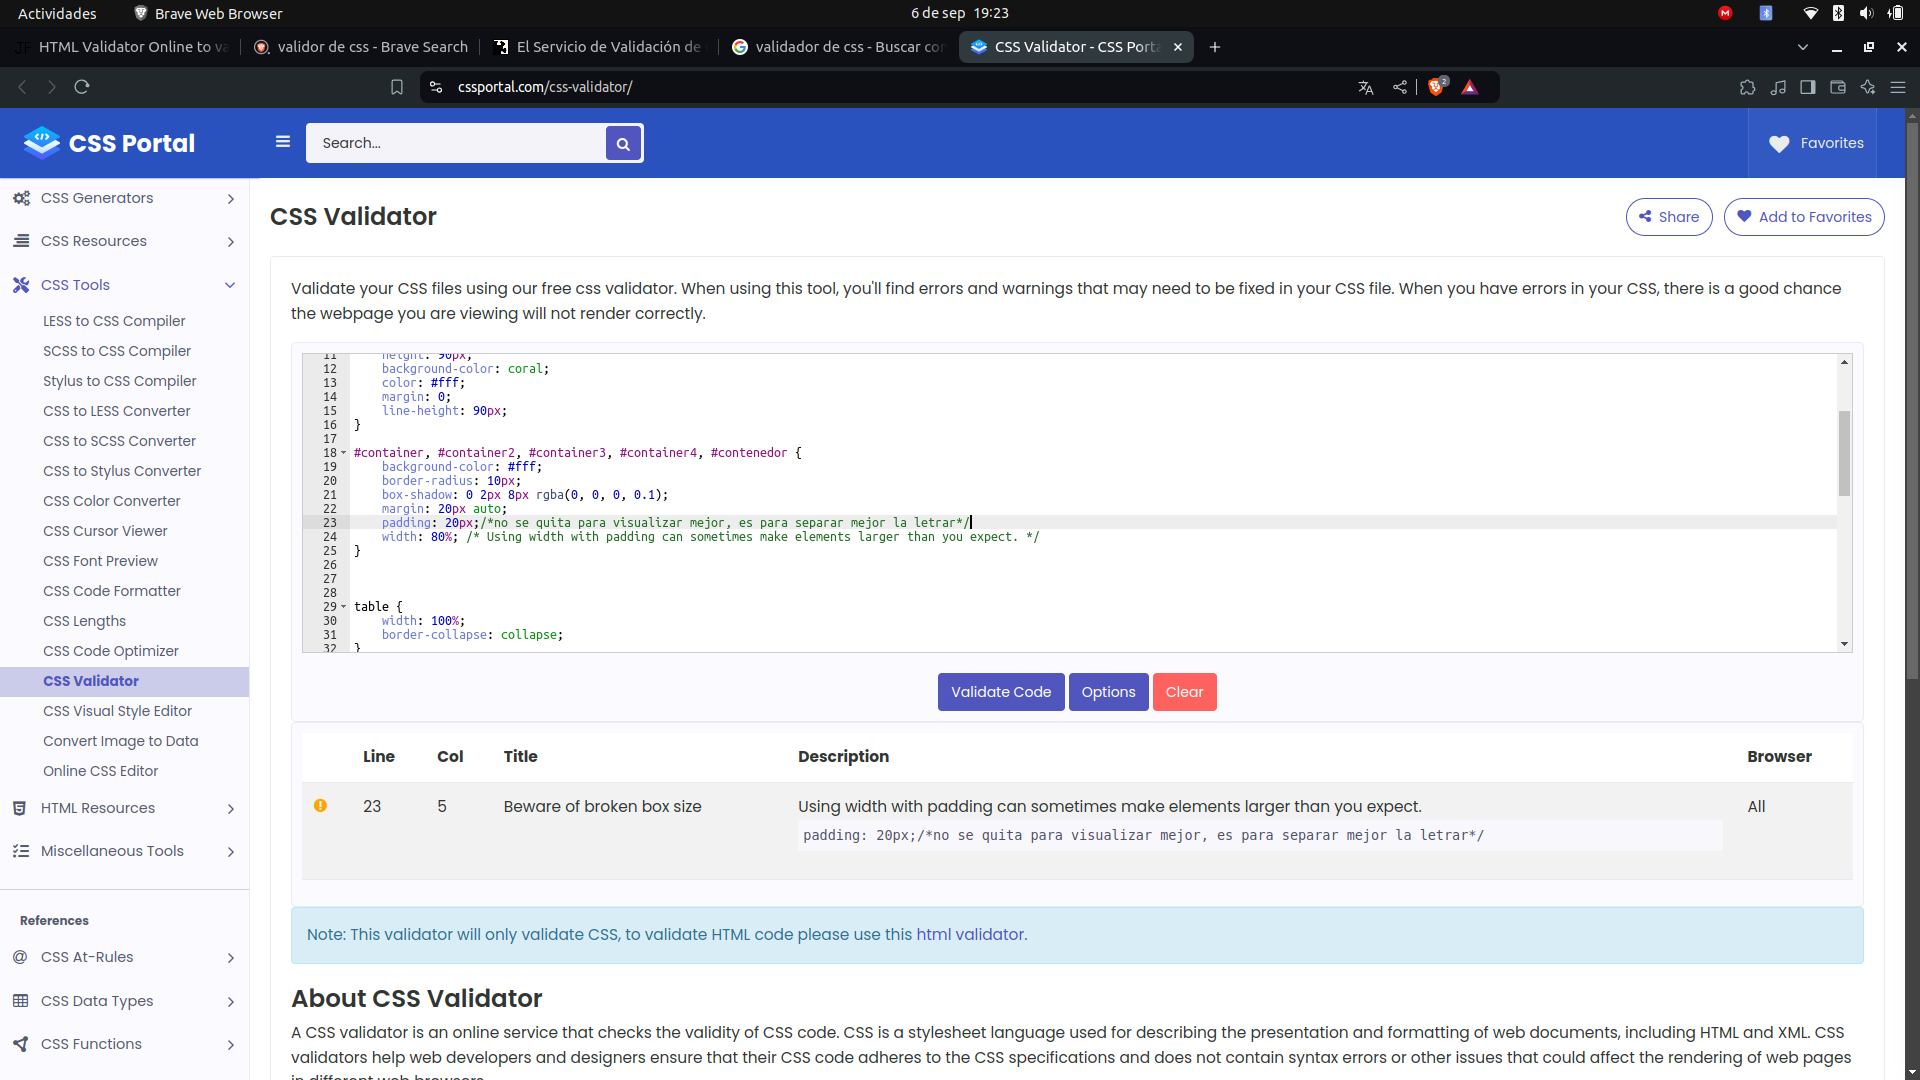 Actividades
Brave Web Browser
6 de sep 19:23
HTML Validator Online to va
validor de css - Brave Search
El Servicio de Validación de
validador de css - Buscar con
CSS Validator - CSS Porta
cssportal.com/css-validator/
2
CSS Portal
Search...
Favorites
CSS Generators
CSS Resources
CSS Tools
LESS to CSS Compiler
SCSS to CSS Compiler
Stylus to CSS Compiler
CSS to LESS Converter
CSS to SCSS Converter
CSS to Stylus Converter
CSS Color Converter
CSS Cursor Viewer
CSS Font Preview
CSS Code Formatter
CSS Lengths
CSS Code Optimizer
CSS Validator
CSS Visual Style Editor
Convert Image to Data
Online CSS Editor
HTML Resources
Miscellaneous Tools
References
CSS At-Rules
CSS Data Types
CSS Functions
CSS Validator
Share
Add to Favorites
Validate your CSS files using our free css validator. When using this tool, you'll find errors and warnings that may need to be fixed in your CSS file. When you have errors in your CSS, there is a good chance
the webpage you are viewing will not render correctly.
11 height: 90px;
12 background-color: coral;
13 color: #fff;
14 margin: 0;
15 line-height: 90px;
16 }
17
18 #container, #container2, #container3, #container4, #contenedor {
19 background-color: #fff;
20 border-radius: 10px;
21 box-shadow: 0 2px 8px rgba(0, 0, 0, 0.1);
22 margin: 20px auto;
23 padding: 20px;/*no se quita para visualizar mejor, es para separar mejor la letrar*/
24 width: 80%; /* Using width with padding can sometimes make elements larger than you expect. */
25 }
26
27
28
29 table {
30 width: 100%;
31 border-collapse: collapse;
32 }
Validate Code
Options
Clear
Line Col Title Description Browser
23 5 Beware of broken box size Using width with padding can sometimes make elements larger than you expect. All
padding: 20px;/*no se quita para visualizar mejor, es para separar mejor la letrar*/
Note: This validator will only validate CSS, to validate HTML code please use this html validator.
About CSS Validator
A CSS validator is an online service that checks the validity of CSS code. CSS is a stylesheet language used for describing the presentation and formatting of web documents, including HTML and XML. CSS
validators help web developers and designers ensure that their CSS code adheres to the CSS specifications and does not contain syntax errors or other issues that could affect the rendering of web pages
in different web browsers.